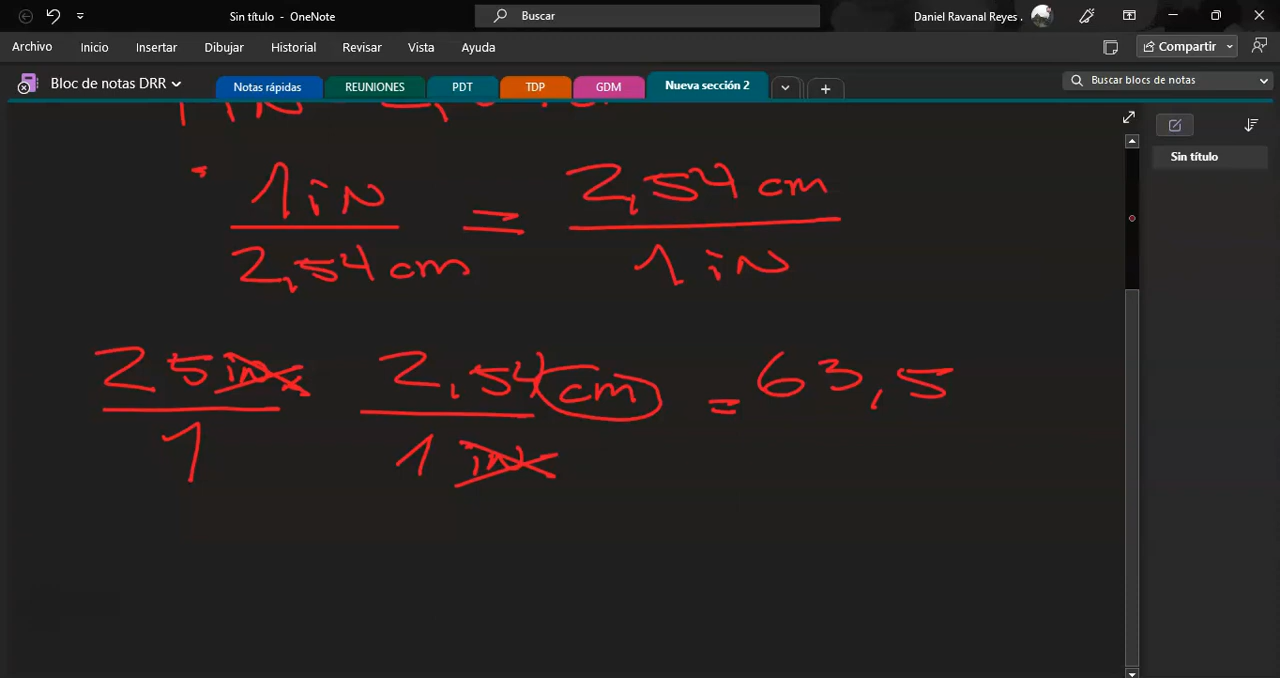 Sin título - OneNote
Buscar
Daniel Ravanal Reyes .
Archivo Inicio Insertar Dibujar Historial Revisar Vista Ayuda
Compartir
Bloc de notas DRR
Notas rápidas REUNIONES PDT TDP GDM Nueva sección 2
Buscar blocs de notas
Sin título
1 iN = 2,54 cm
2,54 cm 1 iN
25 in 2,54 cm = 63,5
1 1 in